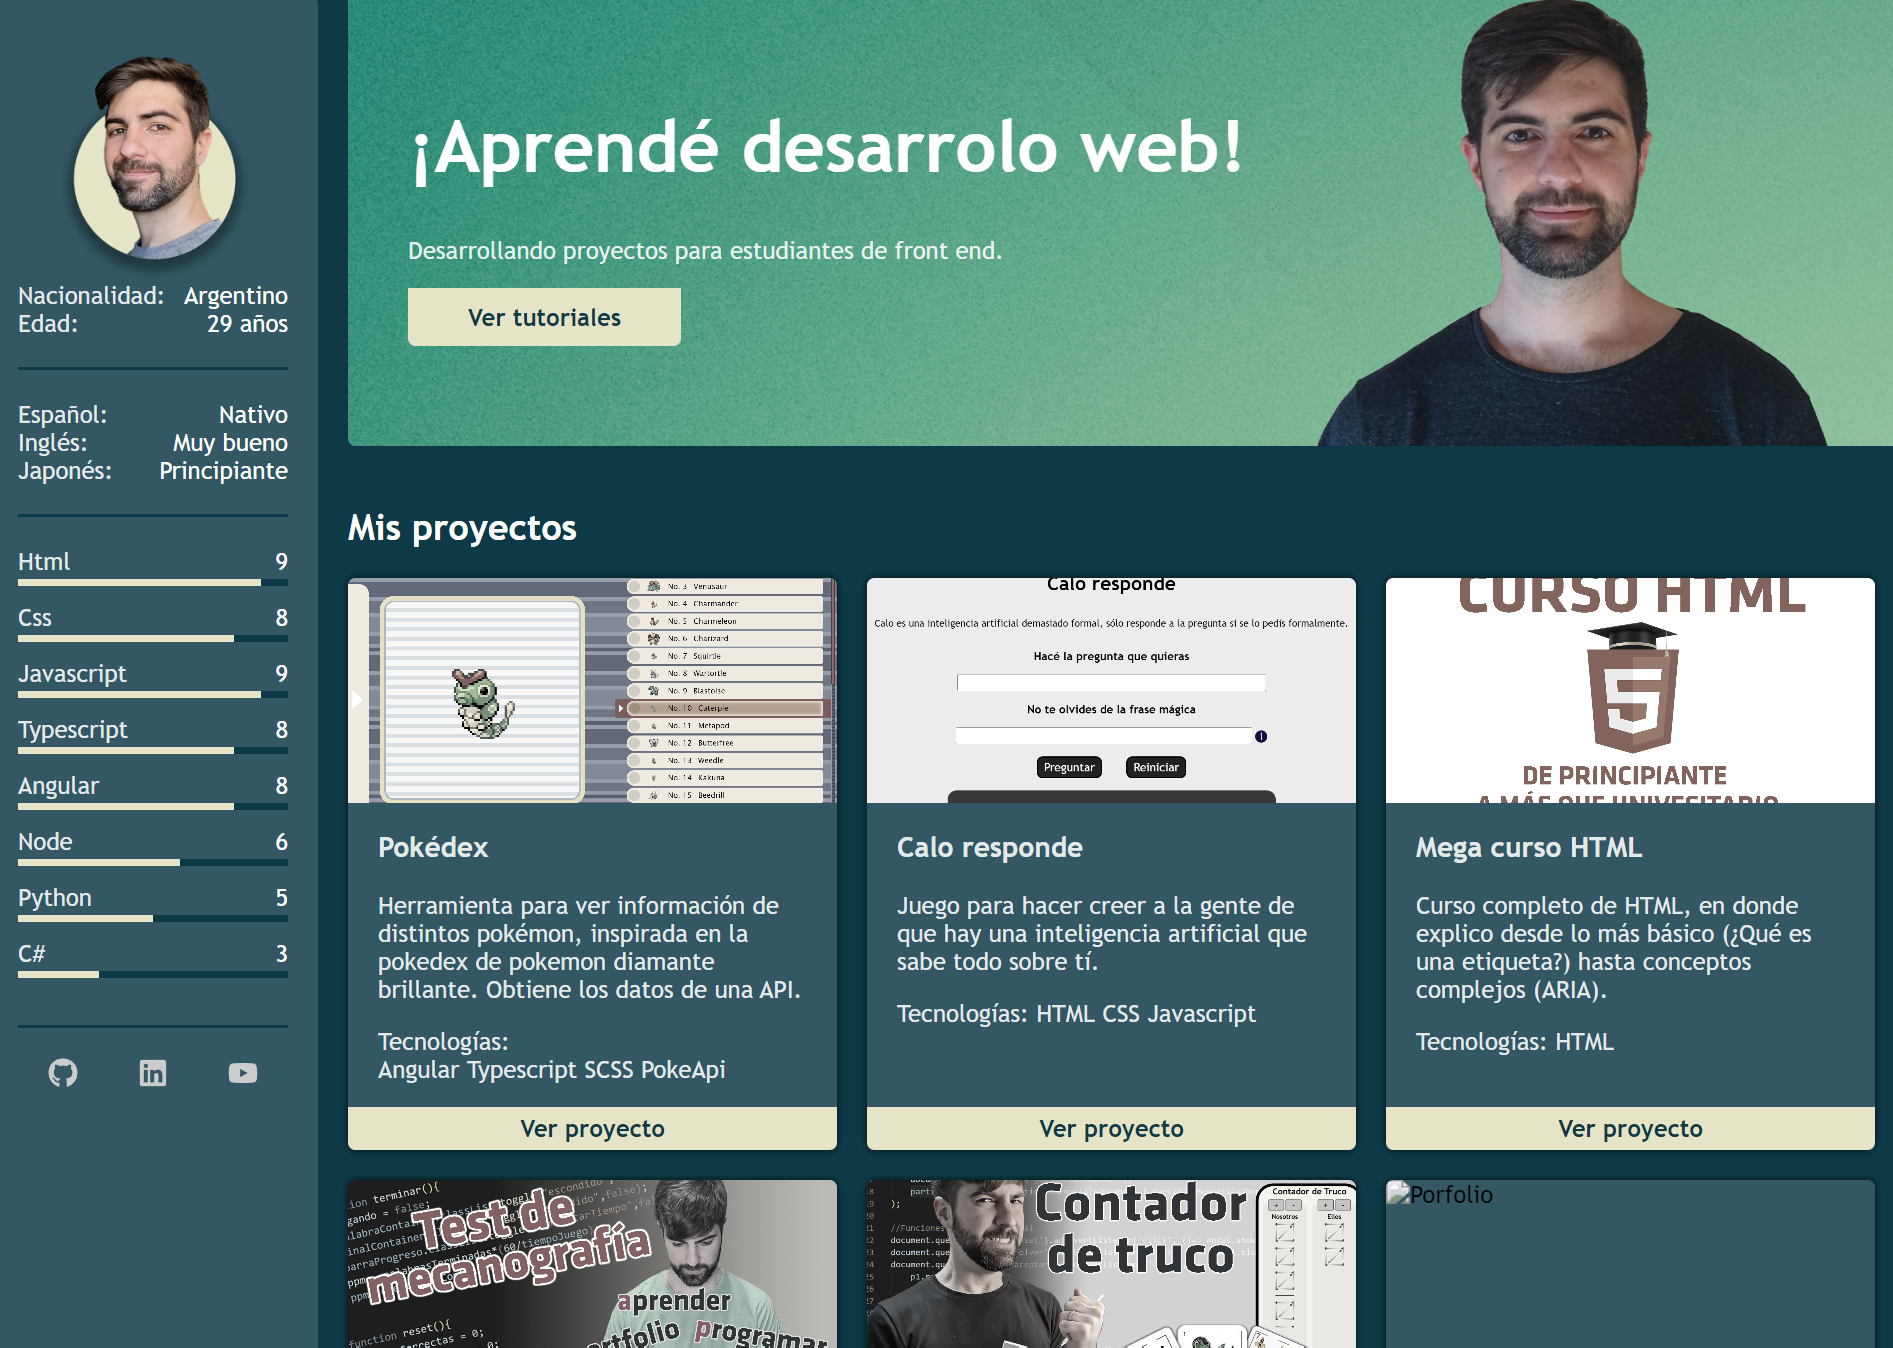 Nacionalidad: Argentino
Edad: 29 años
Español: Nativo
Inglés: Muy bueno
Japonés: Principiante
Html 9
Css 8
Javascript 9
Typescript 8
Angular 8
Node 6
Python 5
C# 3
in
¡Aprendé desarrolo web!
Desarrollando proyectos para estudiantes de front end.
Ver tutoriales
Mis proyectos
No. 3 Venusaur
No. 4 Charmander
No. 5 Charmeleon
No. 6 Charizard
No. 7 Squirtle
No. 8 Wartortle
No. 9 Blastoise
No. 10 Caterpie
No. 11 Metapod
No. 12 Butterfree
No. 13 Weedle
No. 14 Kakuna
No. 15 Beedrill
Pokédex
Herramienta para ver información de
distintos pokémon, inspirada en la
pokedex de pokemon diamante
brillante. Obtiene los datos de una API.
Tecnologías:
Angular Typescript SCSS PokeApi
Ver proyecto
Calo responde
Calo es una inteligencia artificial demasiado formal, sólo responde a la pregunta si se lo pedís formalmente.
Hacé la pregunta que quieras
No te olvides de la frase mágica
i
Preguntar Reiniciar
Calo responde
Juego para hacer creer a la gente de
que hay una inteligencia artificial que
sabe todo sobre tí.
Tecnologías: HTML CSS Javascript
Ver proyecto
CURSO HTML
5
DE PRINCIPIANTE
A MÁS QUE UNIVESITARIO
Mega curso HTML
Curso completo de HTML, en donde
explico desde lo más básico (¿Qué es
una etiqueta?) hasta conceptos
complejos (ARIA).
Tecnologías: HTML
Ver proyecto
terminar(){
Test de
mecanografía
function reset(){
aprender
portfolio programar
Contador
de truco
//Funciones
Contador de Truco
+ - + -
Nosotros Ellos
Porfolio